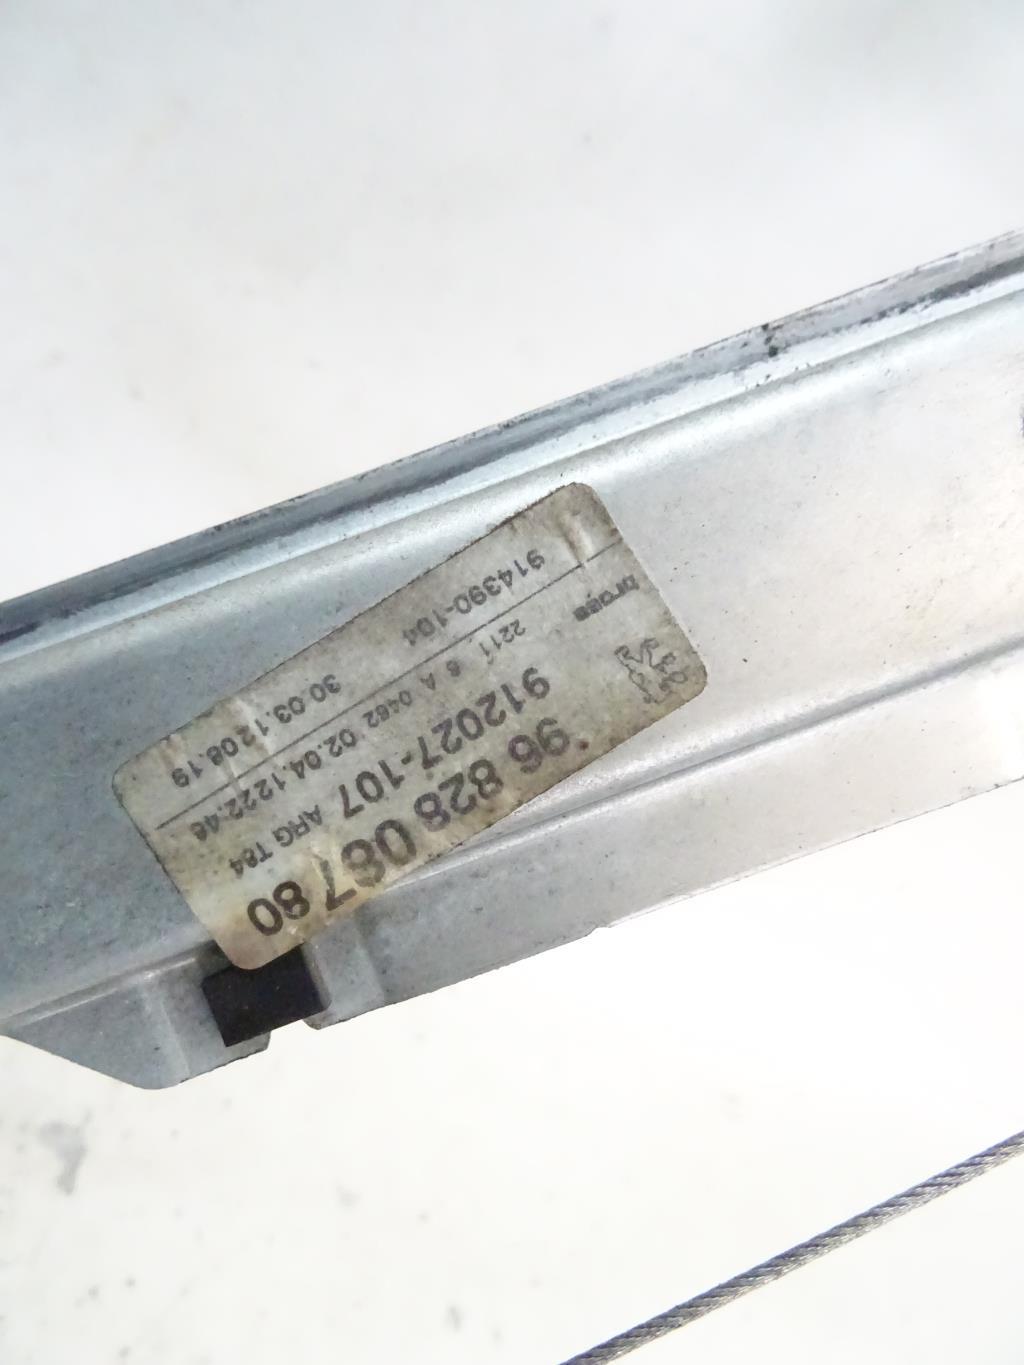 96 828 067 80
912027-107 ARG T84
2211 6 A 0462 02.04.12 22:46
brose
30.03.12 08.19
914390-104